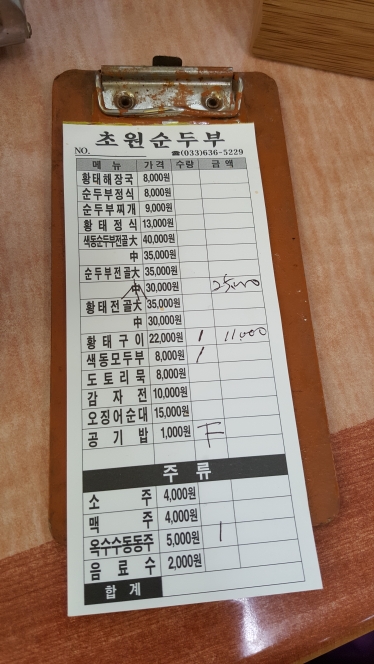 초원순두부
NO. ☎(033)636-5229
메뉴 가격 수량 금액
황태해장국 8,000원
순두부정식 8,000원
순두부찌개 9,000원
황태정식 13,000원
색동순두부전골大 40,000원
中 35,000원
순두부전골大 35,000원
中 30,000원 25000
황태전골大 35,000원
中 30,000원
황태구이 22,000원 1 11000
색동모두부 8,000원 1
도토리묵 8,000원
감자전 10,000원
오징어순대 15,000원
공기밥 1,000원
주류
소주 4,000원
맥주 4,000원
옥수수동동주 5,000원 1
음료수 2,000원
합계